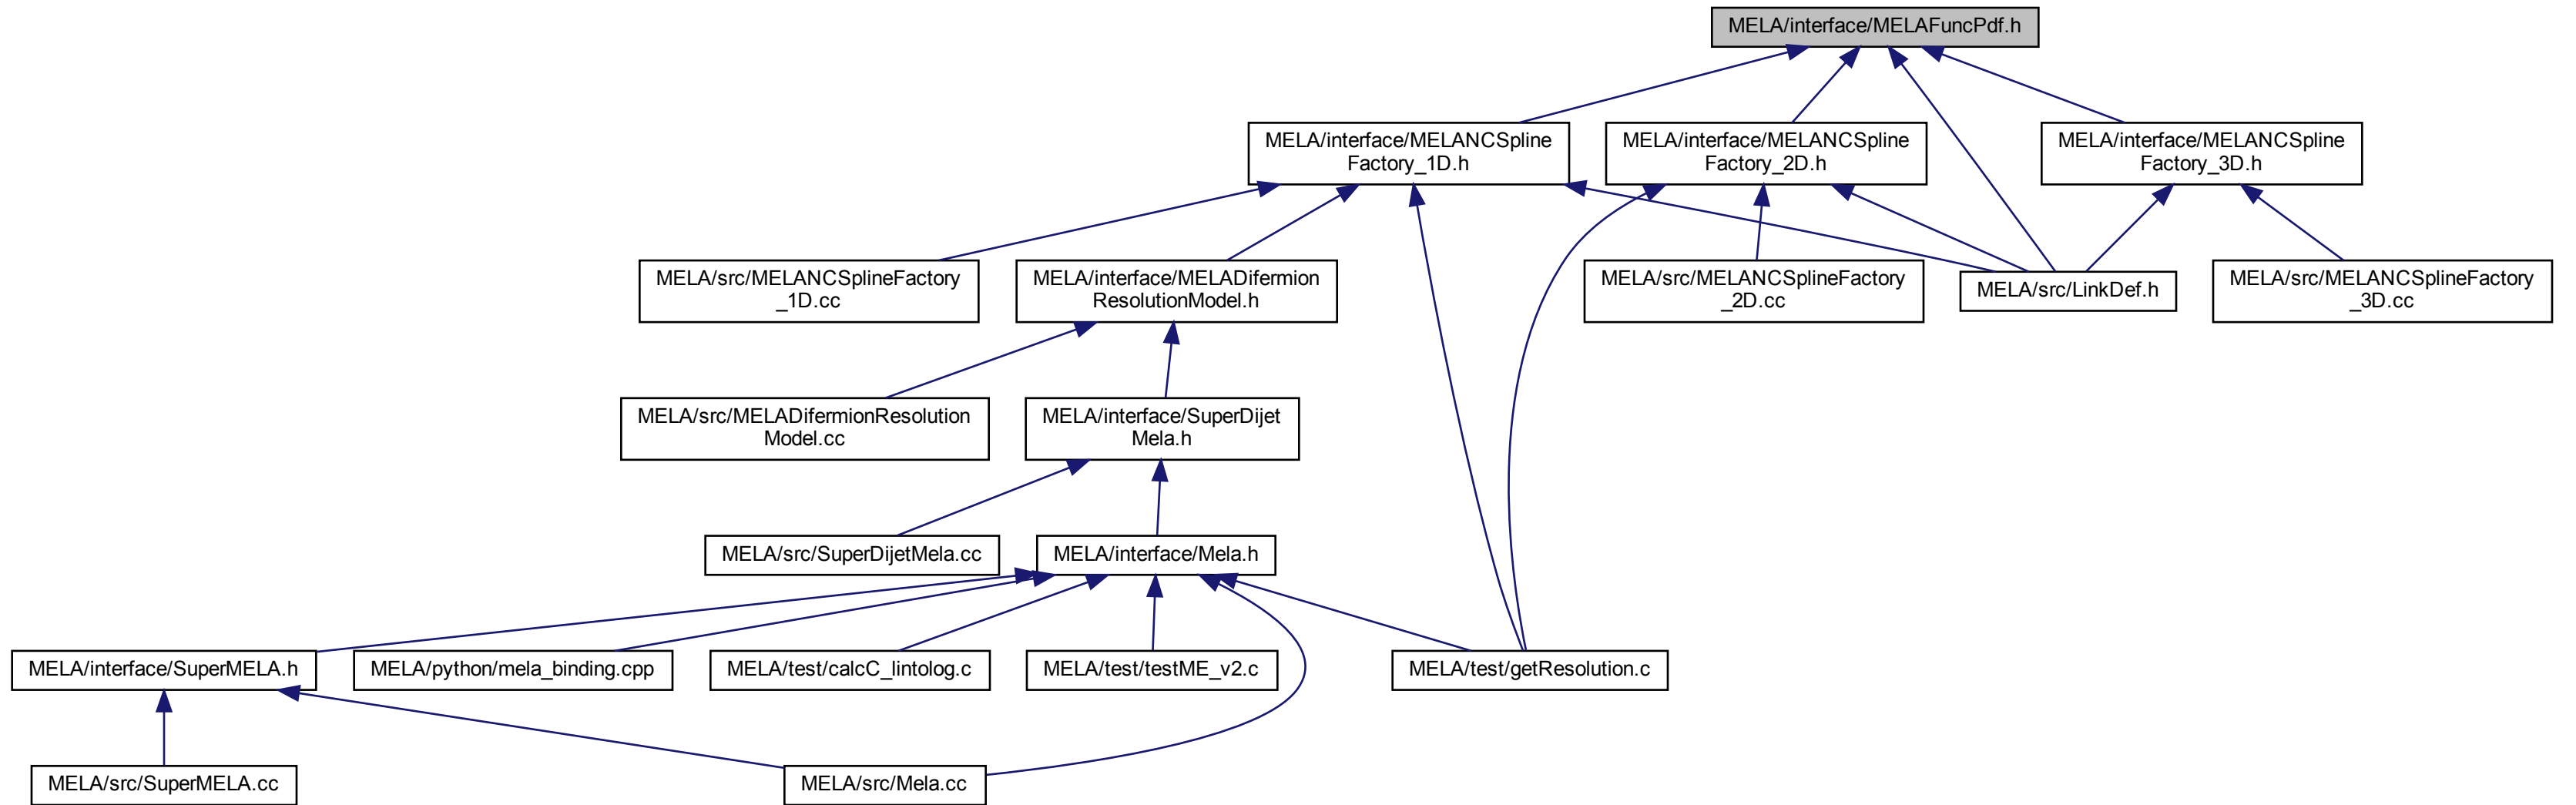 MELA/interface/MELAFuncPdf.h
MELA/interface/MELANCSpline
Factory_1D.h
MELA/interface/MELANCSpline
Factory_2D.h
MELA/interface/MELANCSpline
Factory_3D.h
MELA/src/MELANCSplineFactory
_1D.cc
MELA/interface/MELADifermion
ResolutionModel.h
MELA/src/MELANCSplineFactory
_2D.cc
MELA/src/LinkDef.h
MELA/src/MELANCSplineFactory
_3D.cc
MELA/src/MELADifermionResolution
Model.cc
MELA/interface/SuperDijet
Mela.h
MELA/src/SuperDijetMela.cc
MELA/interface/Mela.h
MELA/interface/SuperMELA.h
MELA/python/mela_binding.cpp
MELA/test/calcC_lintolog.c
MELA/test/testME_v2.c
MELA/test/getResolution.c
MELA/src/SuperMELA.cc
MELA/src/Mela.cc